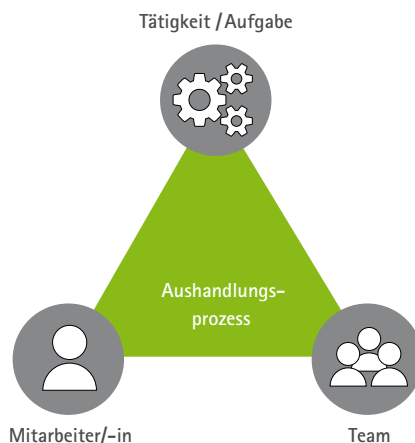 Tätigkeit / Aufgabe
Aushandlungs-
prozess
Mitarbeiter/-in
Team